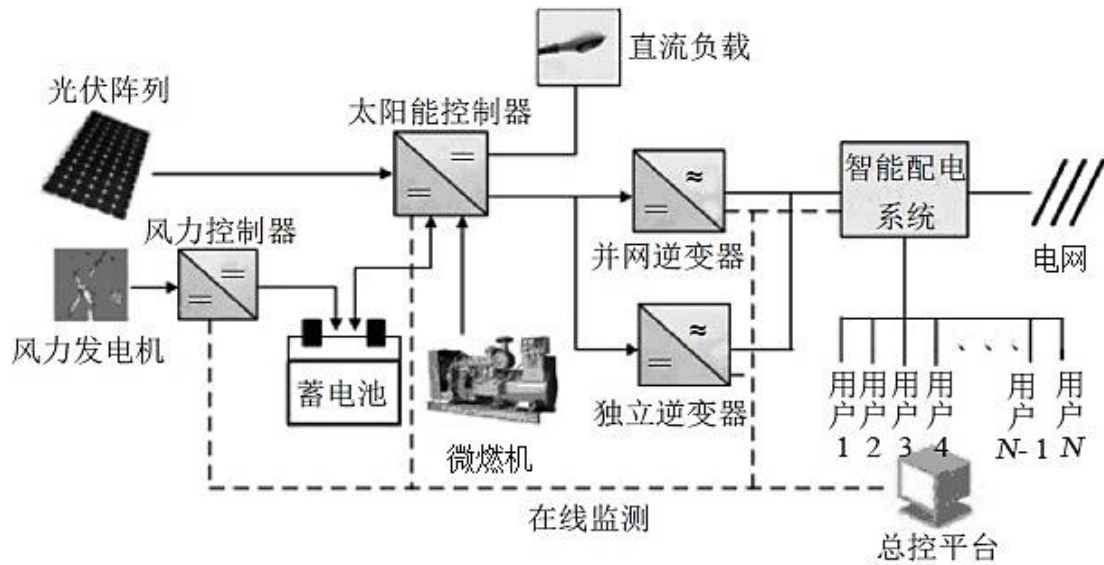 直流负载
光伏阵列
太阳能控制器
智能配电
系统
风力控制器
并网逆变器
电网
风力发电机
蓄电池
独立逆变器
微燃机
用户1
用户2
用户3
用户4
、、、
用户N-1
用户N
在线监测
总控平台